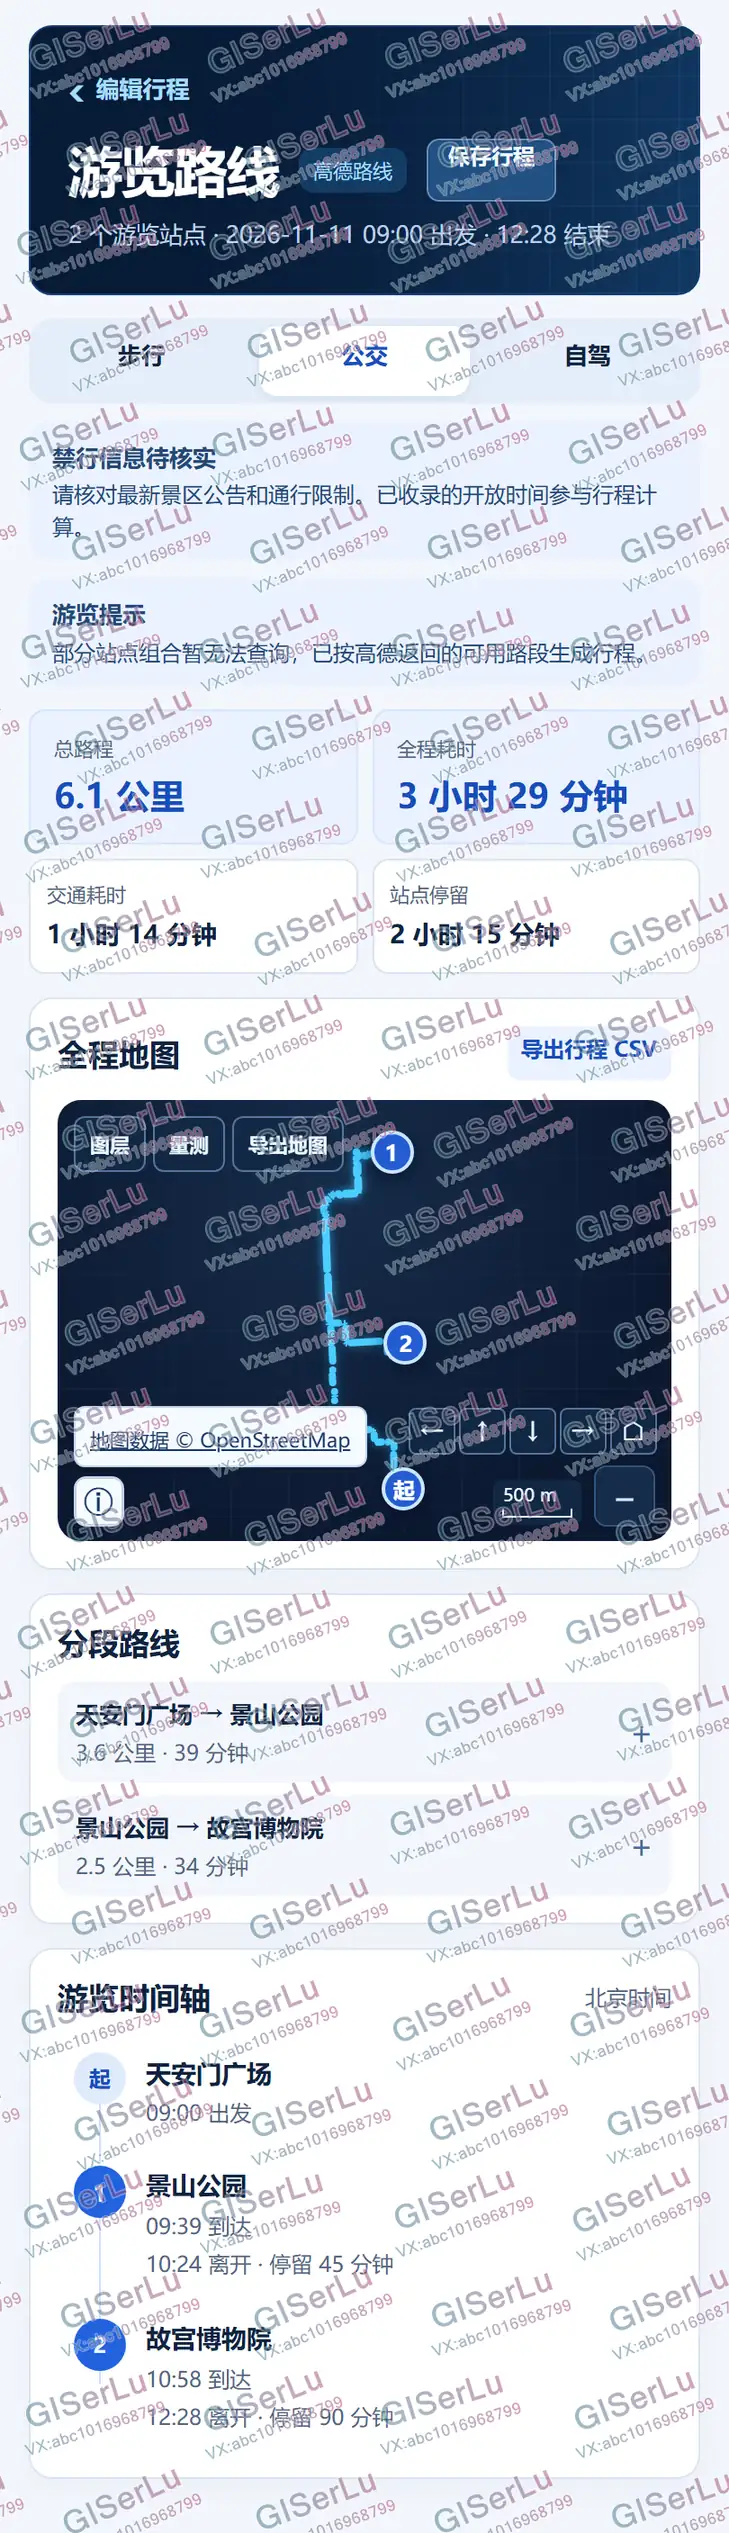 编辑行程
游览路线
高德路线
保存行程
2 个游览站点 · 2026-11-11 09:00 出发 · 12:28 结束
步行
公交
自驾
禁行信息待核实
请核对最新景区公告和通行限制。已收录的开放时间参与行程计
算。
游览提示
部分站点组合暂无法查询，已按高德返回的可用路段生成行程。
总路程
6.1 公里
全程耗时
3 小时 29 分钟
交通耗时
1 小时 14 分钟
站点停留
2 小时 15 分钟
全程地图
导出行程 CSV
图层
量测
导出地图
1
2
地图数据 © OpenStreetMap
起
500 m
分段路线
天安门广场 → 景山公园
3.6 公里 · 39 分钟
景山公园 → 故宫博物院
2.5 公里 · 34 分钟
游览时间轴
北京时间
起
天安门广场
09:00 出发
1
景山公园
09:39 到达
10:24 离开 · 停留 45 分钟
2
故宫博物院
10:58 到达
12:28 离开 · 停留 90 分钟
GISerLu
VX:abc1016968799